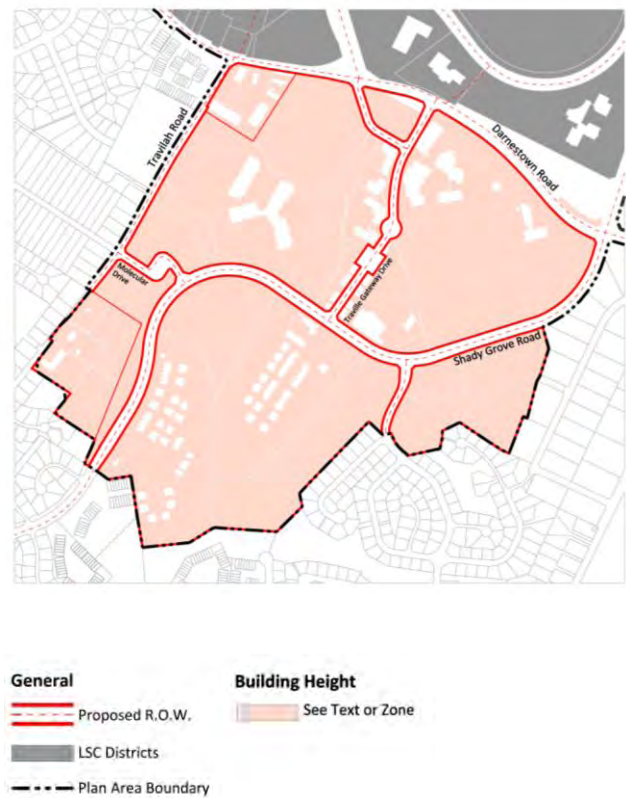 Travilah Road
Darnestown Road
Molecular
Drive
Traville Gateway Drive
Shady Grove Road
General
Proposed R.O.W.
LSC Districts
Plan Area Boundary
Building Height
See Text or Zone